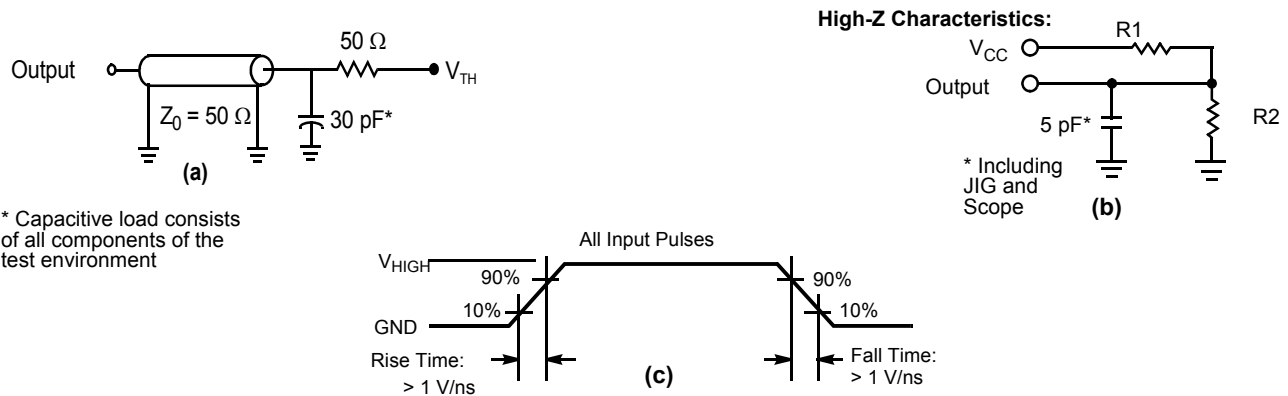 50 Ω
Output
V_TH
Z_0 = 50 Ω
30 pF*
(a)
* Capacitive load consists
of all components of the
test environment
High-Z Characteristics:
R1
V_CC
Output
R2
5 pF*
* Including
JIG and
Scope
(b)
All Input Pulses
V_HIGH
90%
90%
10%
10%
GND
Rise Time:
> 1 V/ns
Fall Time:
> 1 V/ns
(c)